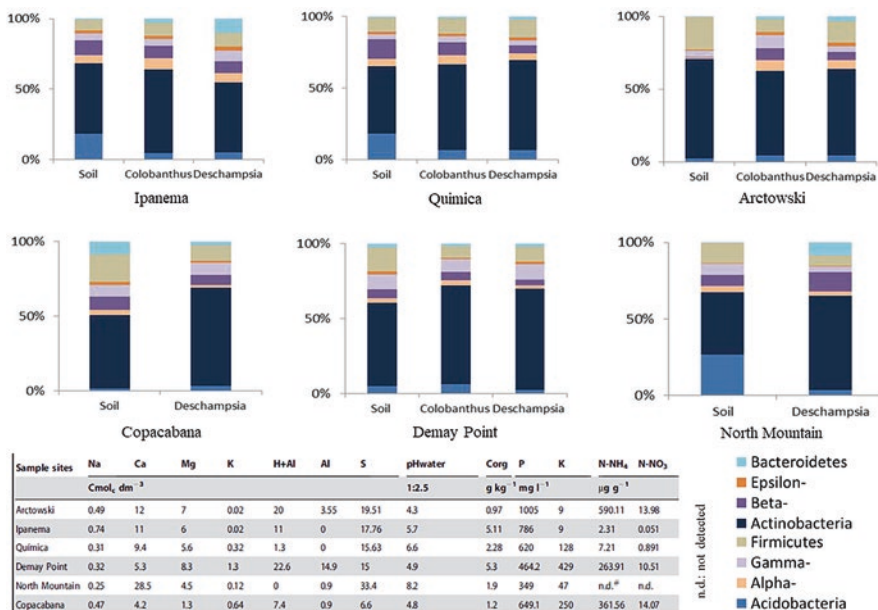 100% 50% 0% Soil Colobanthus Deschampsia
Ipanema
100% 50% 0% Soil Colobanthus Deschampsia
Quimica
100% 50% 0% Soil Colobanthus Deschampsia
Arctowski
100% 50% 0% Soil Deschampsia
Copacabana
100% 50% 0% Soil Colobanthus Deschampsia
Demay Point
100% 50% 0% Soil Deschampsia
North Mountain
Sample sites Na Ca Mg K H+Al Al S pHwater Corg P K N-NH₄ N-NO₃
Cmolc dm⁻³ 1:2.5 g kg⁻¹ mg l⁻¹ μg g⁻¹
Arctowski 0.49 12 7 0.02 20 3.55 19.51 4.3 0.97 1005 9 590.11 13.98
Ipanema 0.74 11 6 0.02 11 0 17.76 5.7 5.11 786 9 2.31 0.051
Química 0.31 9.4 5.6 0.32 1.3 0 15.63 6.6 2.28 620 128 7.21 0.891
Demay Point 0.32 5.3 8.3 1.3 22.6 14.9 15 4.9 5.3 464.2 429 263.91 10.51
North Mountain 0.25 28.5 4.5 0.12 0 0.9 33.4 8.2 1.9 349 47 n.d.# n.d.
Copacabana 0.47 4.2 1.3 0.64 7.4 0.9 6.6 4.8 1.2 649.1 250 361.56 14.07
n.d.: not detected
Bacteroidetes
Epsilon-
Beta-
Actinobacteria
Firmicutes
Gamma-
Alpha-
Acidobacteria